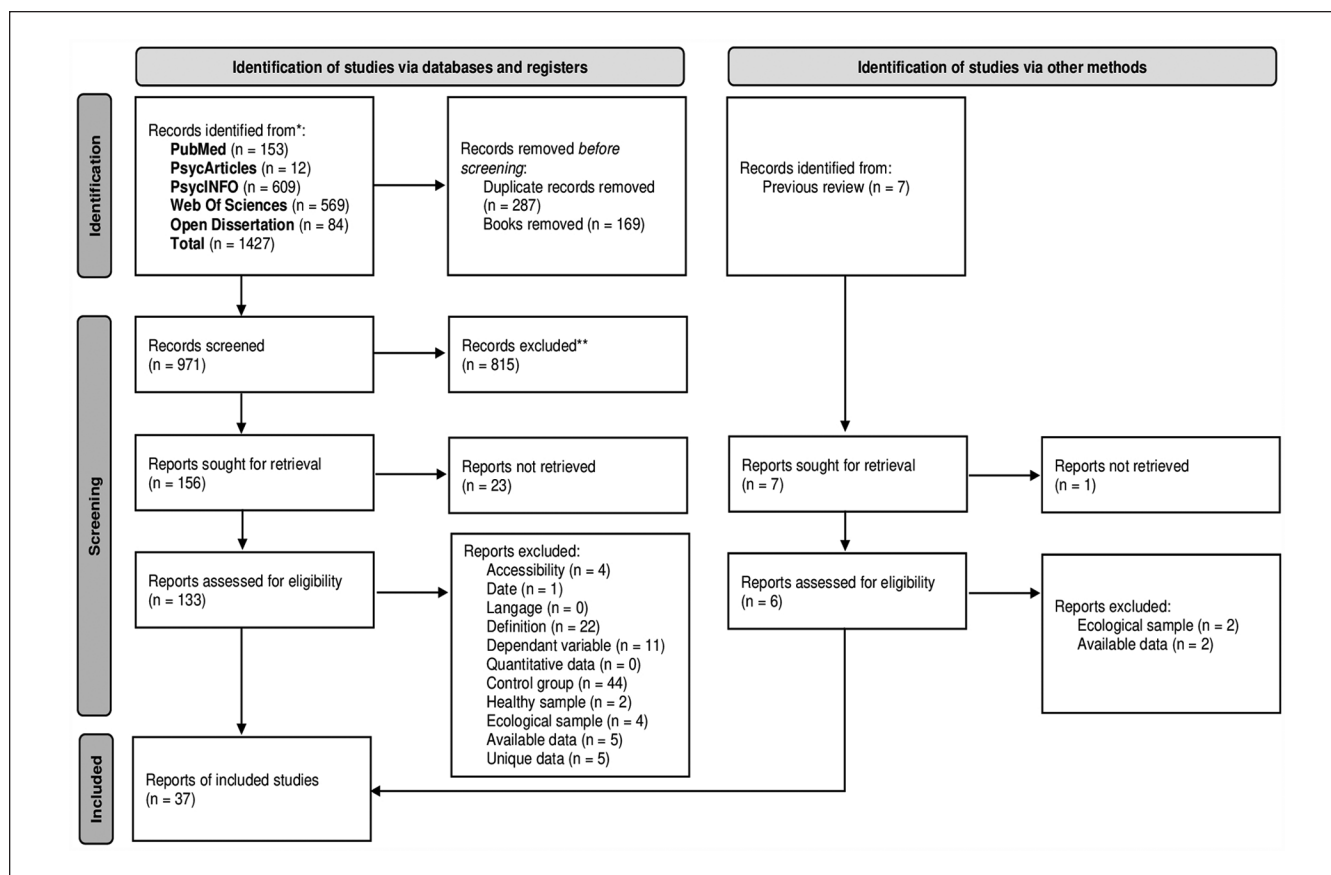 Identification of studies via databases and registers
Identification of studies via other methods
Identification
Records identified from*:
PubMed (n = 153)
PsycArticles (n = 12)
PsycINFO (n = 609)
Web Of Sciences (n = 569)
Open Dissertation (n = 84)
Total (n = 1427)
Records removed before
screening:
Duplicate records removed
(n = 287)
Books removed (n = 169)
Records identified from:
Previous review (n = 7)
Screening
Records screened
(n = 971)
Records excluded**
(n = 815)
Reports sought for retrieval
(n = 156)
Reports not retrieved
(n = 23)
Reports sought for retrieval
(n = 7)
Reports not retrieved
(n = 1)
Reports assessed for eligibility
(n = 133)
Reports excluded:
Accessibility (n = 4)
Date (n = 1)
Langage (n = 0)
Definition (n = 22)
Dependant variable (n = 11)
Quantitative data (n = 0)
Control group (n = 44)
Healthy sample (n = 2)
Ecological sample (n = 4)
Available data (n = 5)
Unique data (n = 5)
Reports assessed for eligibility
(n = 6)
Reports excluded:
Ecological sample (n = 2)
Available data (n = 2)
Included
Reports of included studies
(n = 37)